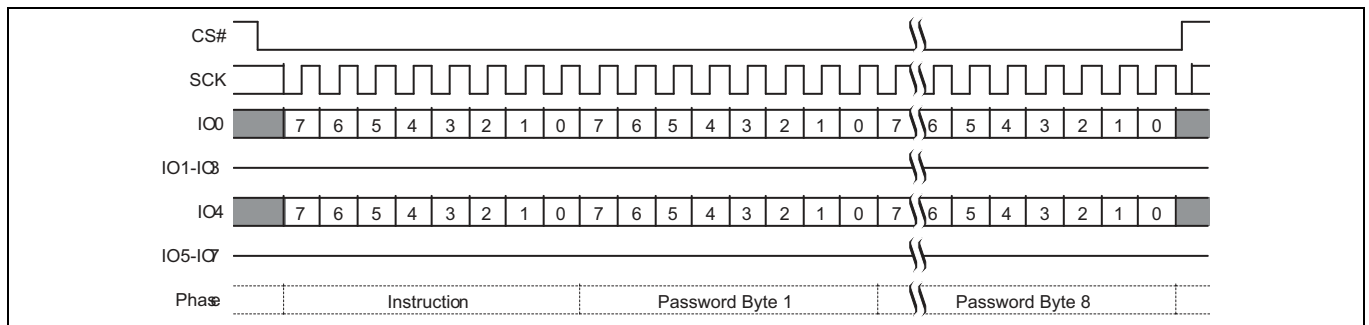 CS#
SCK
IO0 7 6 5 4 3 2 1 0 7 6 5 4 3 2 1 0 7 6 5 4 3 2 1 0
IO1-IO3
IO4 7 6 5 4 3 2 1 0 7 6 5 4 3 2 1 0 7 6 5 4 3 2 1 0
IO5-IO7
Phase Instruction Password Byte 1 Password Byte 8